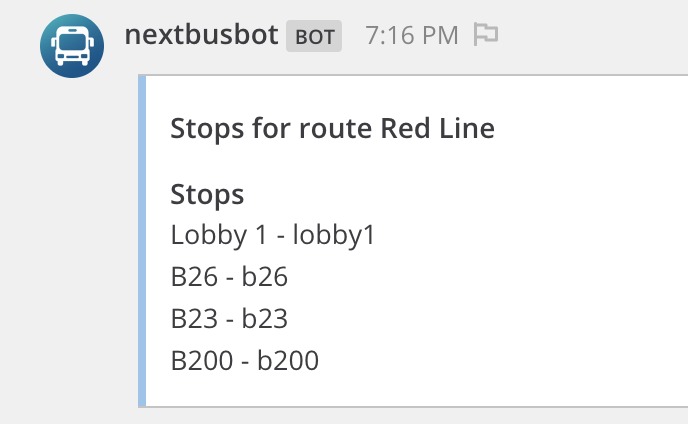 nextbusbot BOT 7:16 PM
Stops for route Red Line
Stops
Lobby 1 - lobby1
B26 - b26
B23 - b23
B200 - b200